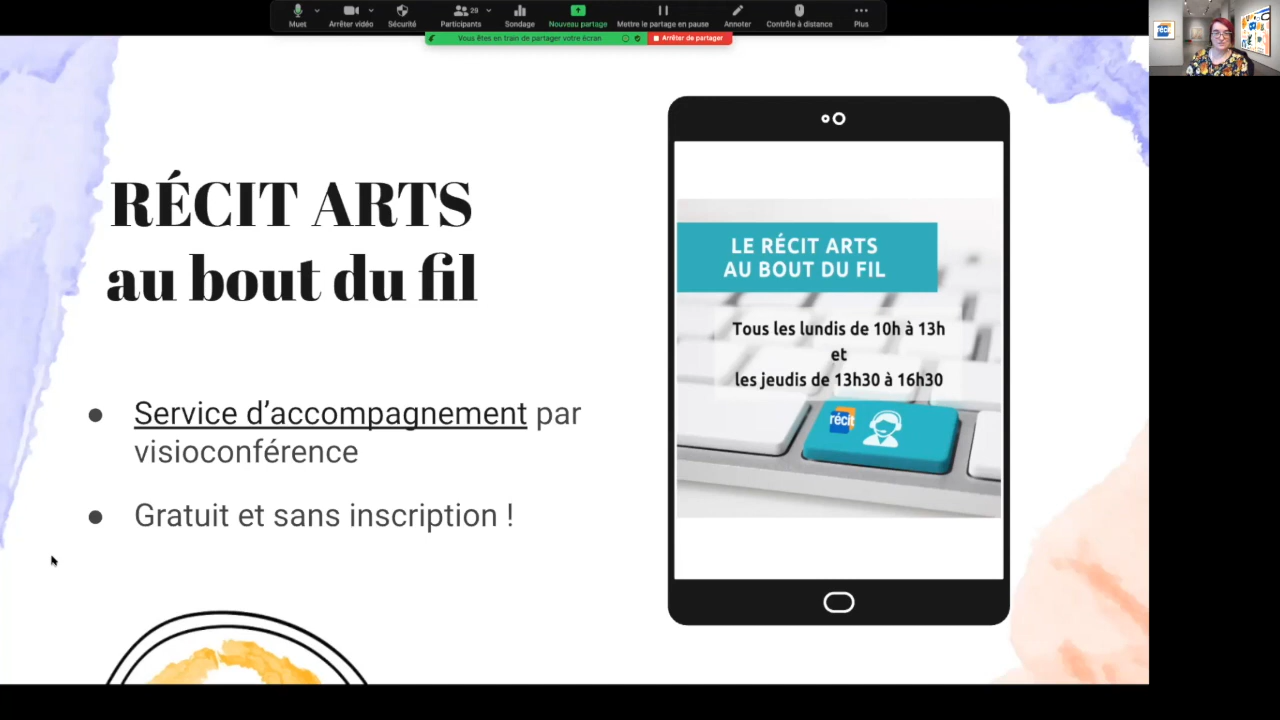 Muet
Arrêter vidéo
Sécurité
Participants
29
Sondage
Nouveau partage
Mettre le partage en pause
Annoter
Contrôle à distance
Plus
Vous êtes en train de partager votre écran
Arrêter de partager
récit
RÉCIT ARTS
au bout du fil
Service d’accompagnement par
visioconférence
Gratuit et sans inscription !
LE RÉCIT ARTS
AU BOUT DU FIL
Tous les lundis de 10h à 13h
et
les jeudis de 13h30 à 16h30
récit